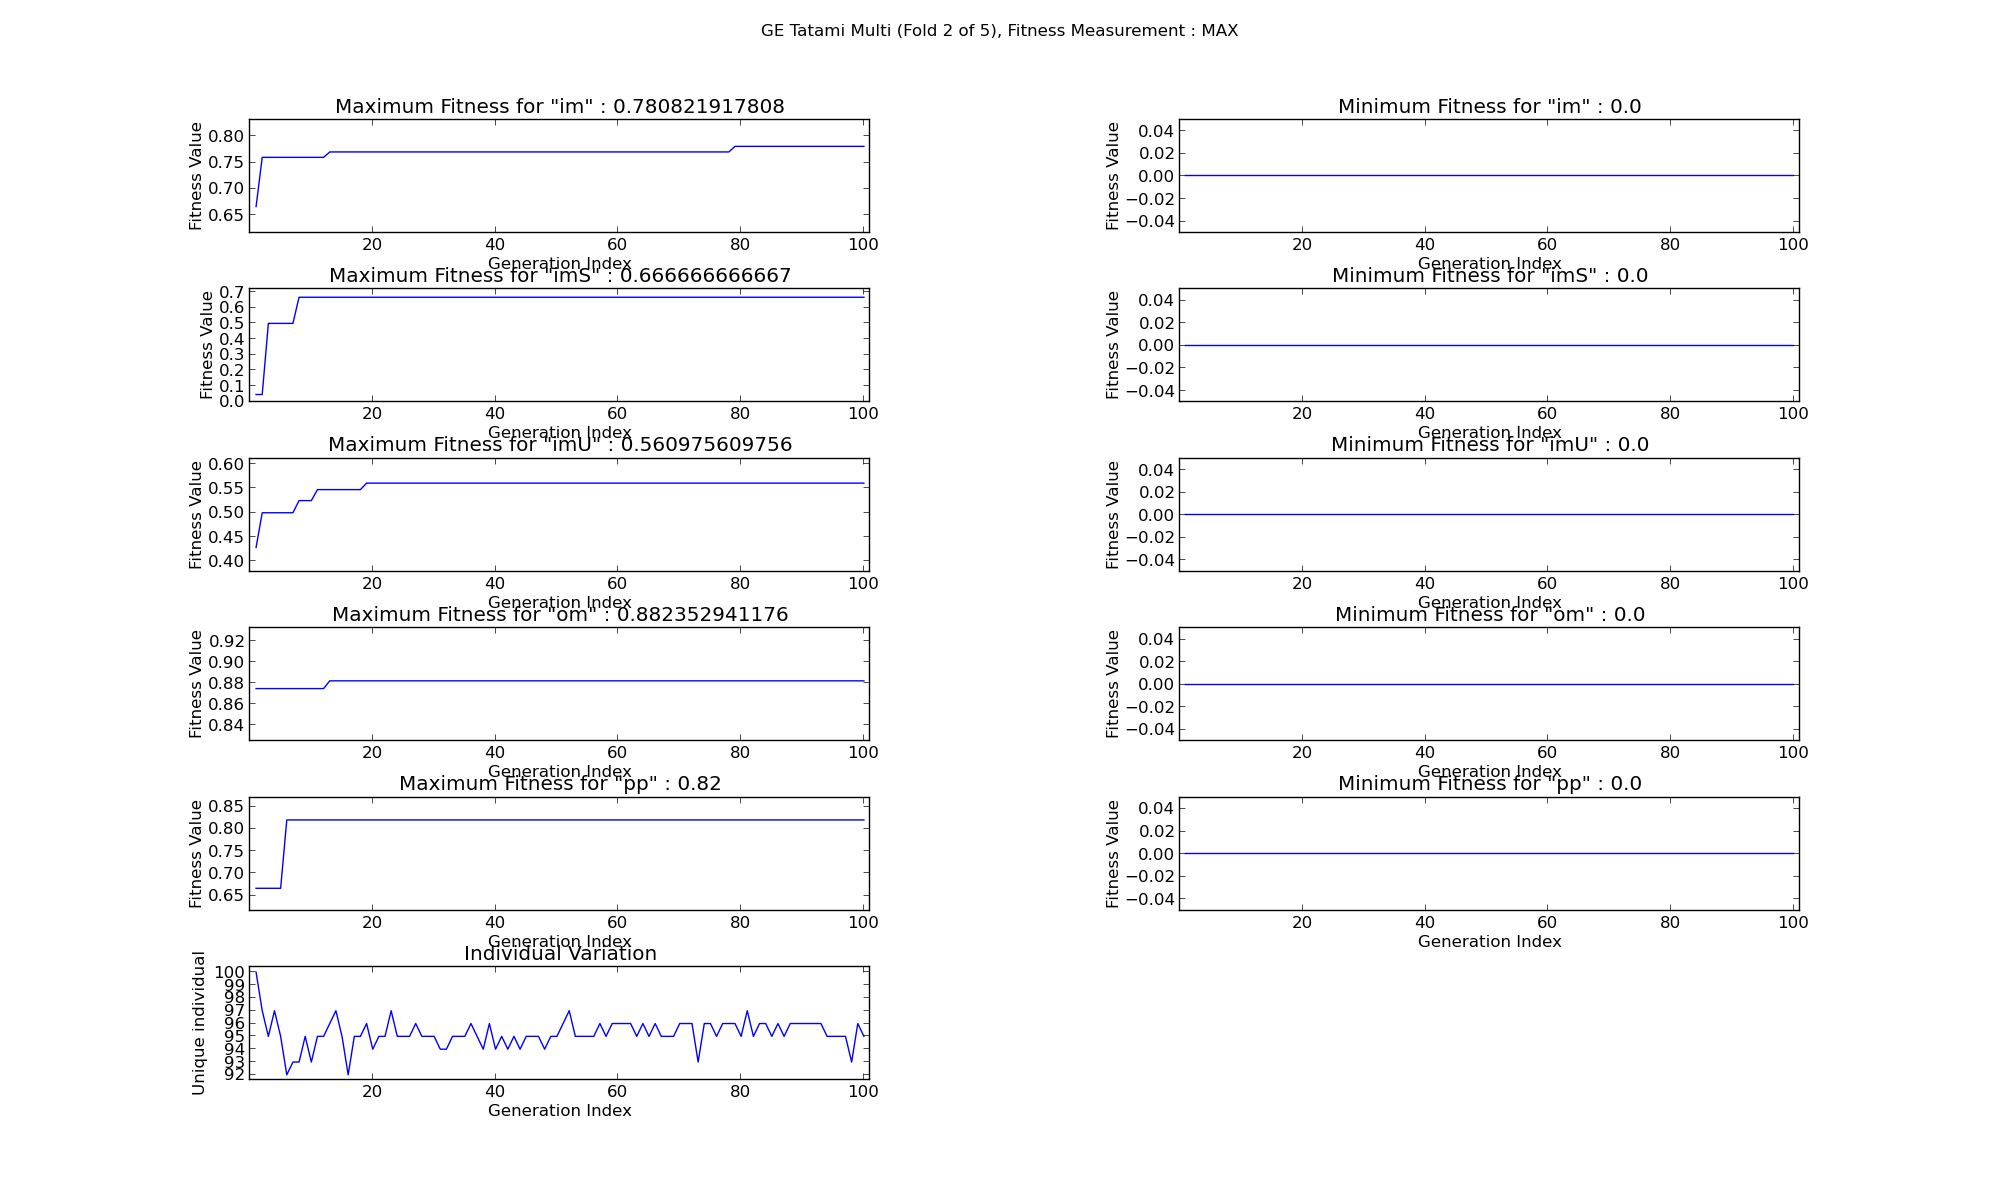 GE Tatami Multi (Fold 2 of 5), Fitness Measurement : MAX
Maximum Fitness for "im" : 0.780821917808
Fitness Value
0.80
0.75
0.70
0.65
20 40 60 80 100
Generation Index
Minimum Fitness for "im" : 0.0
Fitness Value
0.04
0.02
0.00
−0.02
−0.04
20 40 60 80 100
Generation Index
Maximum Fitness for "imS" : 0.666666666667
Fitness Value
0.7
0.6
0.5
0.4
0.3
0.2
0.1
0.0
20 40 60 80 100
Generation Index
Minimum Fitness for "imS" : 0.0
Fitness Value
0.04
0.02
0.00
−0.02
−0.04
20 40 60 80 100
Generation Index
Maximum Fitness for "imU" : 0.560975609756
Fitness Value
0.60
0.55
0.50
0.45
0.40
20 40 60 80 100
Generation Index
Minimum Fitness for "imU" : 0.0
Fitness Value
0.04
0.02
0.00
−0.02
−0.04
20 40 60 80 100
Generation Index
Maximum Fitness for "om" : 0.882352941176
Fitness Value
0.92
0.90
0.88
0.86
0.84
20 40 60 80 100
Generation Index
Minimum Fitness for "om" : 0.0
Fitness Value
0.04
0.02
0.00
−0.02
−0.04
20 40 60 80 100
Generation Index
Maximum Fitness for "pp" : 0.82
Fitness Value
0.85
0.80
0.75
0.70
0.65
20 40 60 80 100
Generation Index
Minimum Fitness for "pp" : 0.0
Fitness Value
0.04
0.02
0.00
−0.02
−0.04
20 40 60 80 100
Generation Index
Individual Variation
Unique individual
100
99
98
97
96
95
94
93
92
20 40 60 80 100
Generation Index